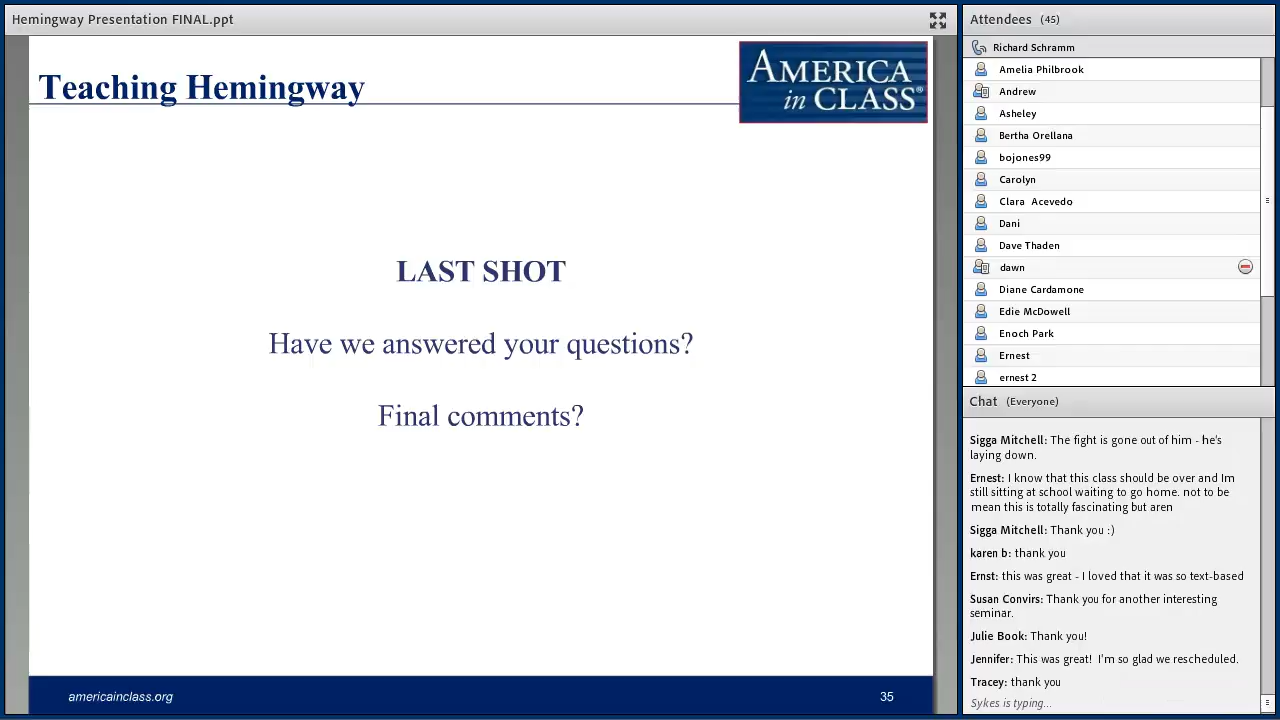 Hemingway Presentation FINAL.ppt
Teaching Hemingway
AMERICA
in CLASS®
LAST SHOT
Have we answered your questions?
Final comments?
americainclass.org
35
Attendees (45)
Richard Schramm
Amelia Philbrook
Andrew
Asheley
Bertha Orellana
bojones99
Carolyn
Clara Acevedo
Dani
Dave Thaden
dawn
Diane Cardamone
Edie McDowell
Enoch Park
Ernest
ernest 2
Chat (Everyone)
Sigga Mitchell: The fight is gone out of him - he's
laying down.
Ernest: I know that this class should be over and Im
still sitting at school waiting to go home. not to be
mean this is totally fascinating but aren
Sigga Mitchell: Thank you :)
karen b: thank you
Ernst: this was great - I loved that it was so text-based
Susan Convirs: Thank you for another interesting
seminar.
Julie Book: Thank you!
Jennifer: This was great! I'm so glad we rescheduled.
Tracey: thank you
Sykes is typing...